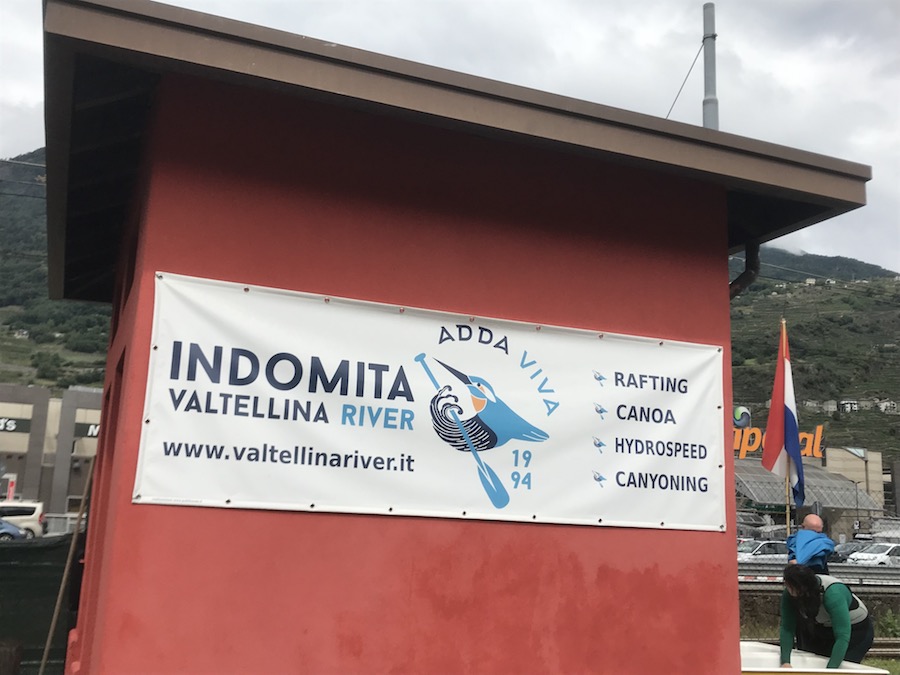 ADDA VIVA
INDOMITA
VALTELLINA RIVER
www.valtellinariver.it
19
94
RAFTING
CANOA
HYDROSPEED
CANYONING